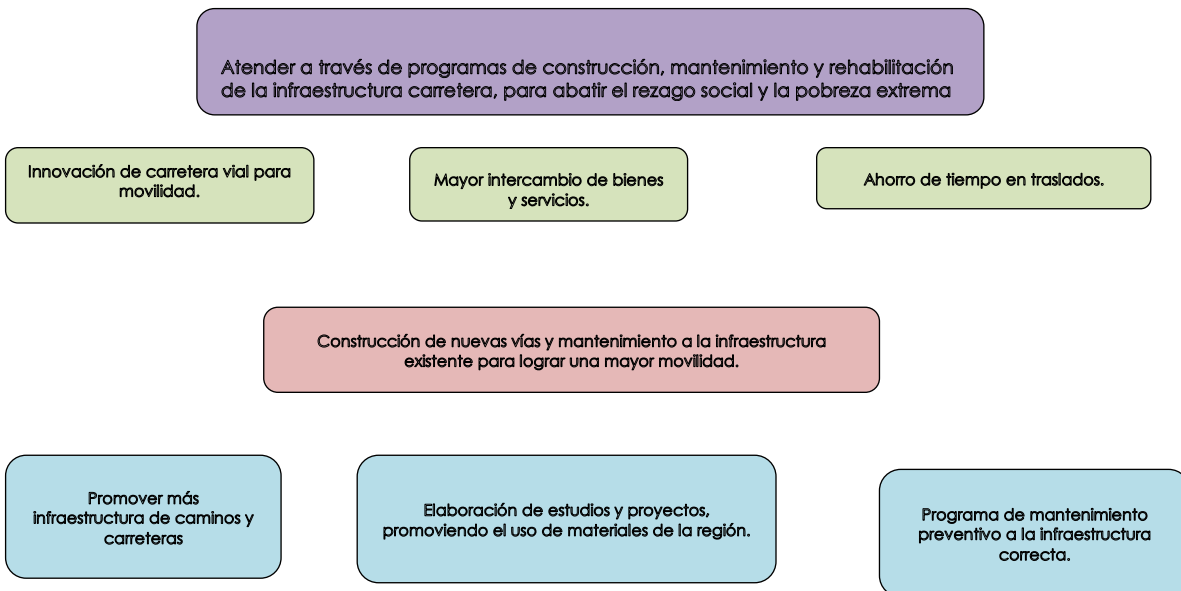 Atender a través de programas de construcción, mantenimiento y rehabilitación
de la infraestructura carretera, para abatir el rezago social y la pobreza extrema
Innovación de carretera vial para
movilidad.
Mayor intercambio de bienes
y servicios.
Ahorro de tiempo en traslados.
Construcción de nuevas vías y mantenimiento a la infraestructura
existente para lograr una mayor movilidad.
Promover más
infraestructura de caminos y
carreteras
Elaboración de estudios y proyectos,
promoviendo el uso de materiales de la región.
Programa de mantenimiento
preventivo a la infraestructura
correcta.